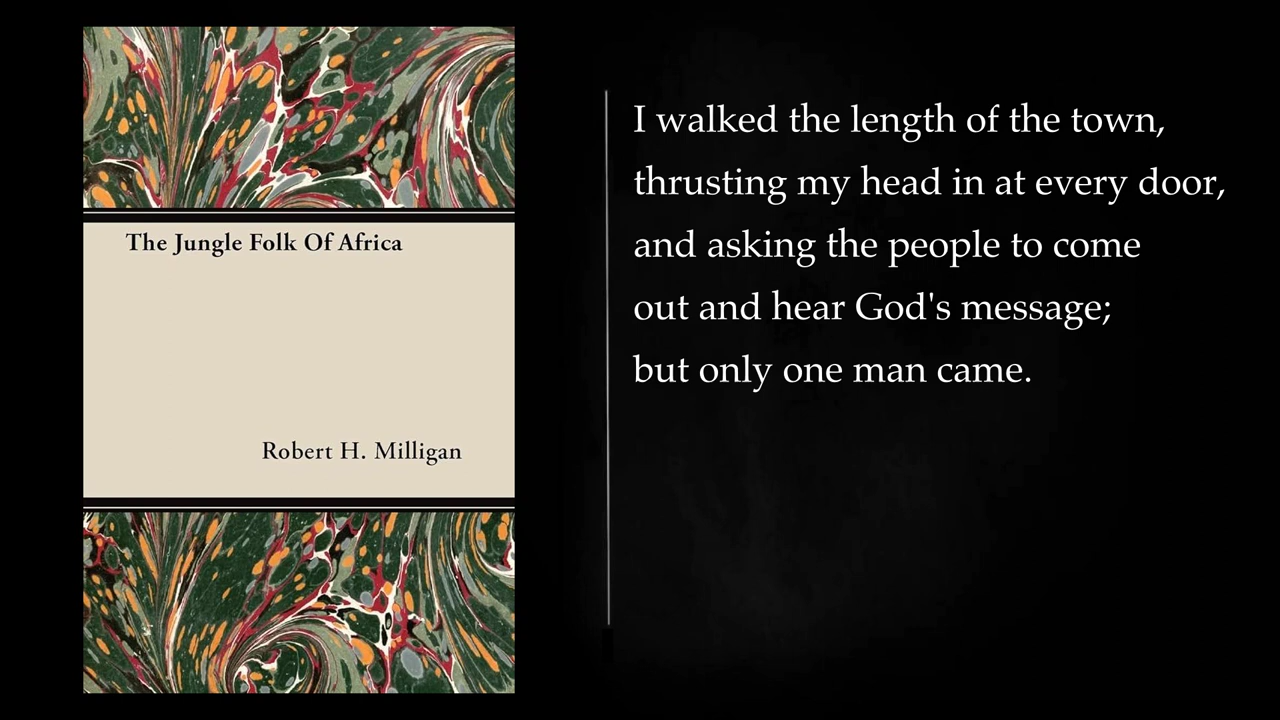 The Jungle Folk Of Africa
Robert H. Milligan
I walked the length of the town,
thrusting my head in at every door,
and asking the people to come
out and hear God's message;
but only one man came.